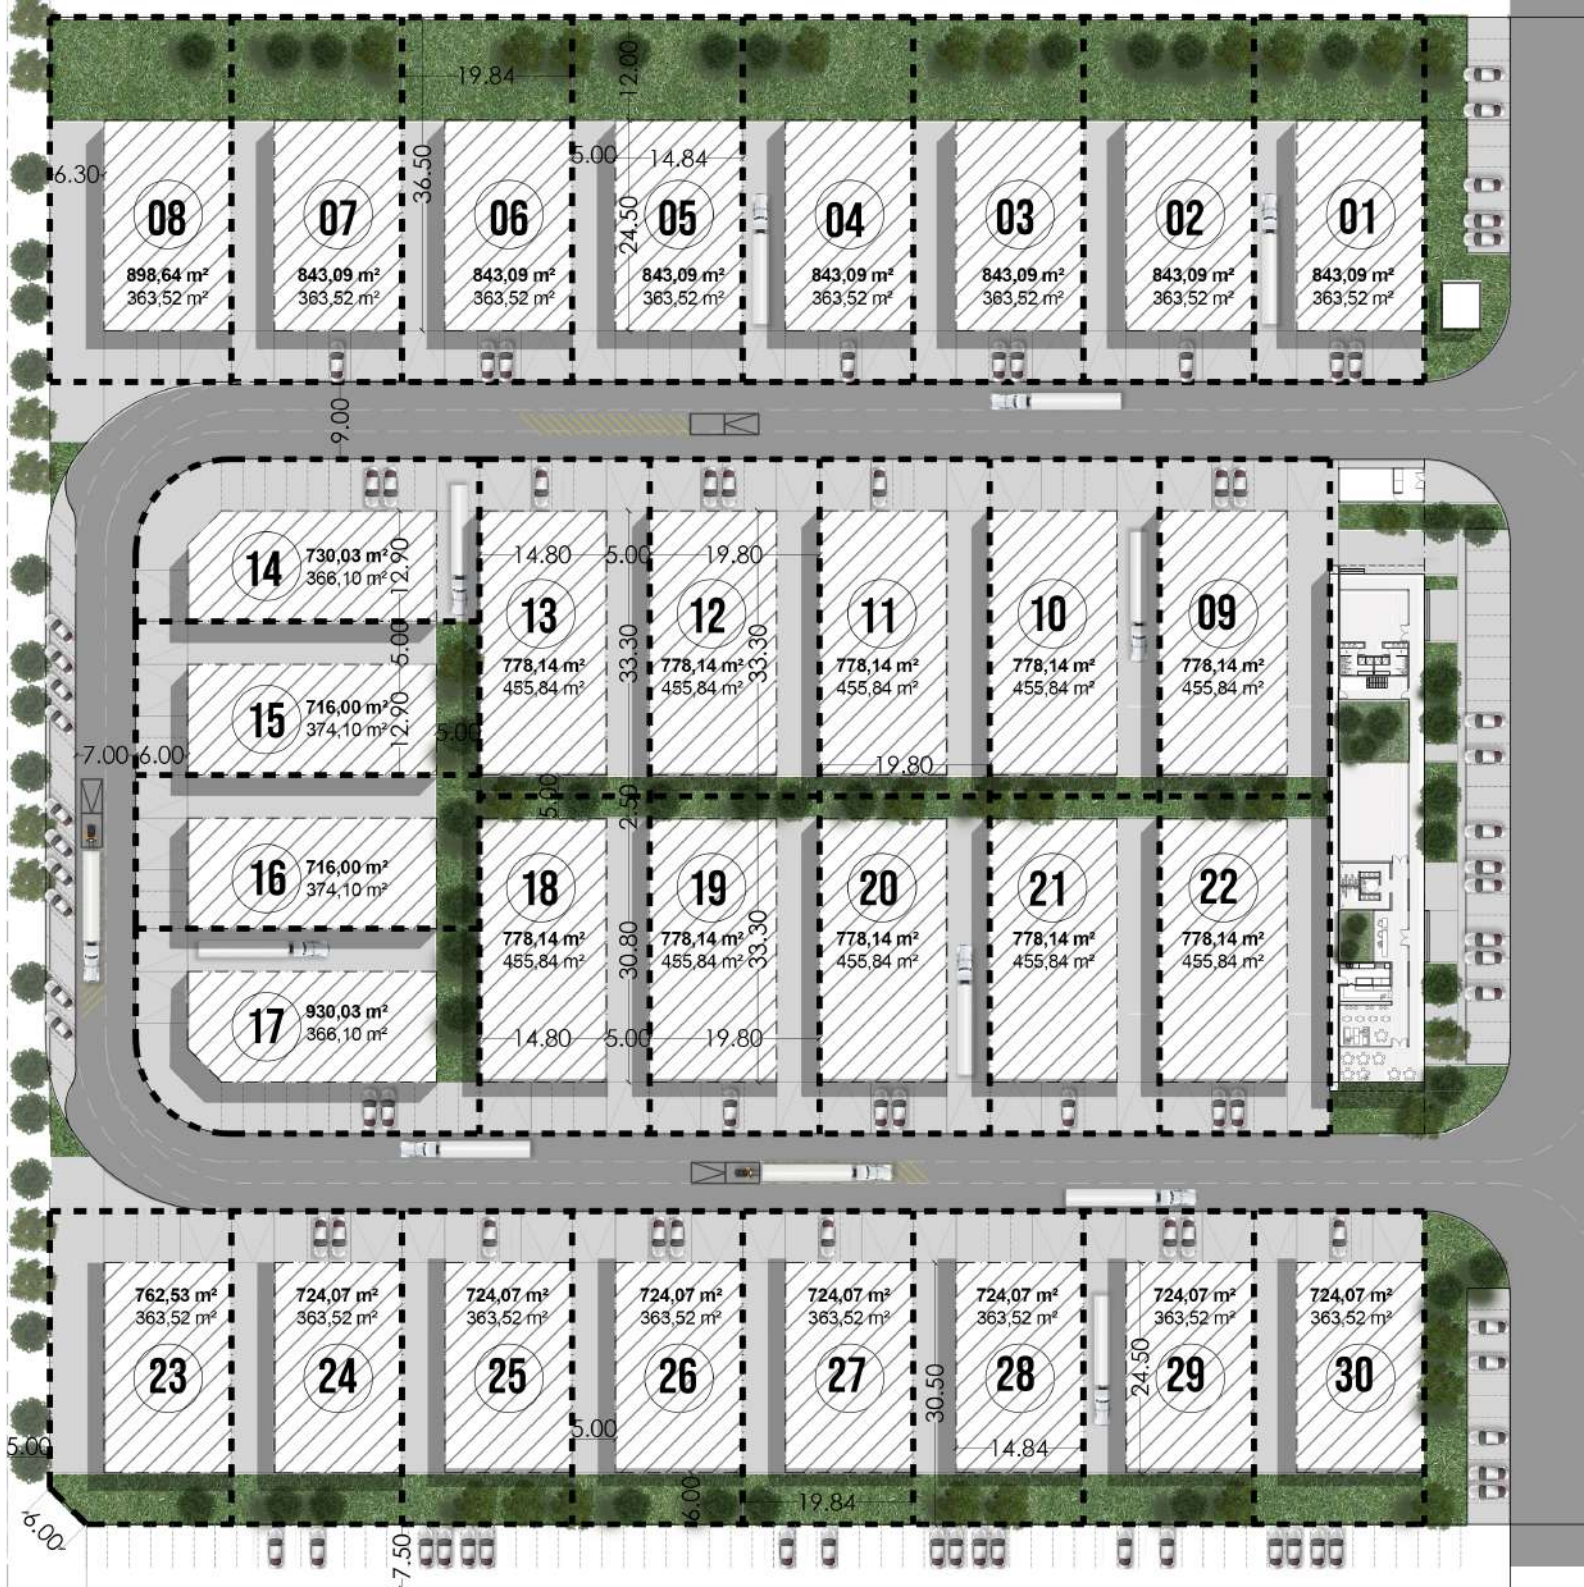 19.84
12.00
6.30
36.50
5.00
14.84
24.50
08
898,64 m²
363,52 m²
07
843,09 m²
363,52 m²
06
843,09 m²
363,52 m²
05
843,09 m²
363,52 m²
04
843,09 m²
363,52 m²
03
843,09 m²
363,52 m²
02
843,09 m²
363,52 m²
01
843,09 m²
363,52 m²
9.00
14
730,03 m²
366,10 m²
12.90
5.00
15
716,00 m²
374,10 m²
12.90
5.00
7.00
6.00
16
716,00 m²
374,10 m²
17
930,03 m²
366,10 m²
14.80
5.00
19.80
13
778,14 m²
455,84 m²
33.30
12
778,14 m²
455,84 m²
33.30
11
778,14 m²
455,84 m²
19.80
10
778,14 m²
455,84 m²
09
778,14 m²
455,84 m²
5.00
2.50
18
778,14 m²
455,84 m²
30.80
19
778,14 m²
455,84 m²
33.30
20
778,14 m²
455,84 m²
21
778,14 m²
455,84 m²
22
778,14 m²
455,84 m²
14.80
5.00
19.80
762,53 m²
363,52 m²
23
724,07 m²
363,52 m²
24
724,07 m²
363,52 m²
25
724,07 m²
363,52 m²
26
724,07 m²
363,52 m²
27
724,07 m²
363,52 m²
28
724,07 m²
363,52 m²
29
724,07 m²
363,52 m²
30
30.50
24.50
5.00
5.00
14.84
6.00
19.84
6.00
7.50